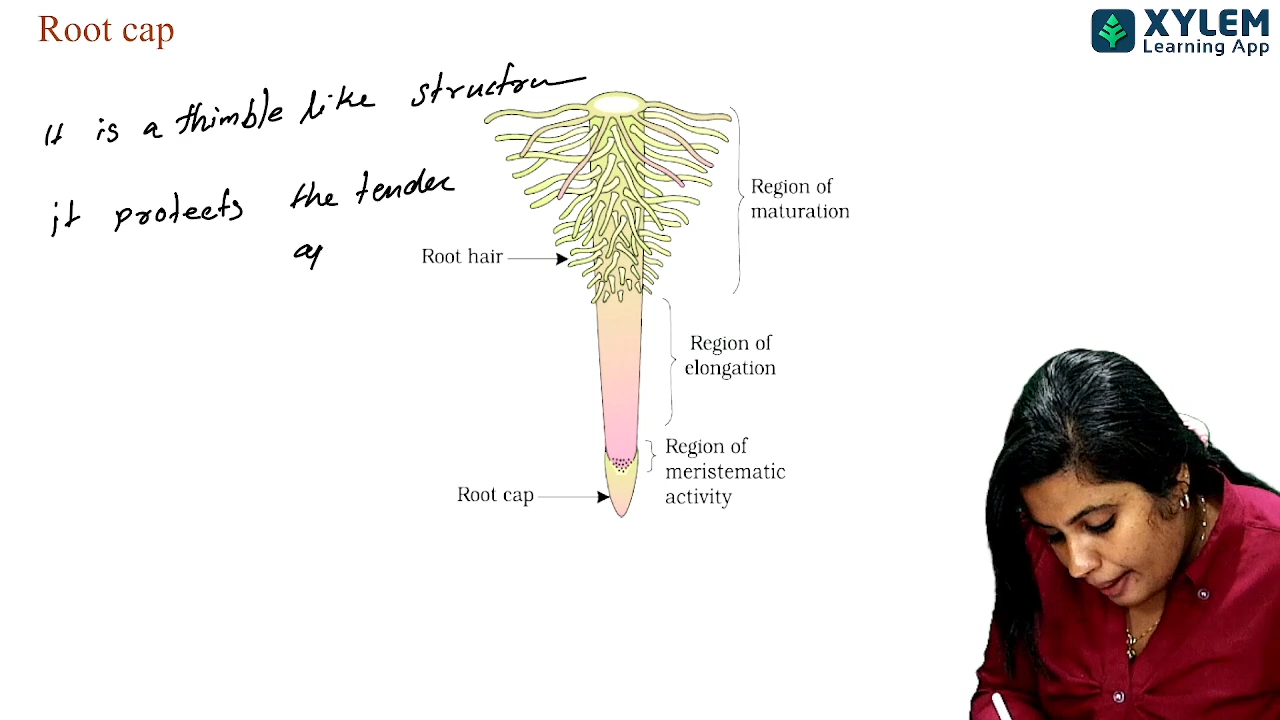 Root cap
XYLEM
Learning App
It is a thimble like
it protects the tender
Region of
maturation
Root hair
Region of
elongation
Region of
meristematic
activity
Root cap